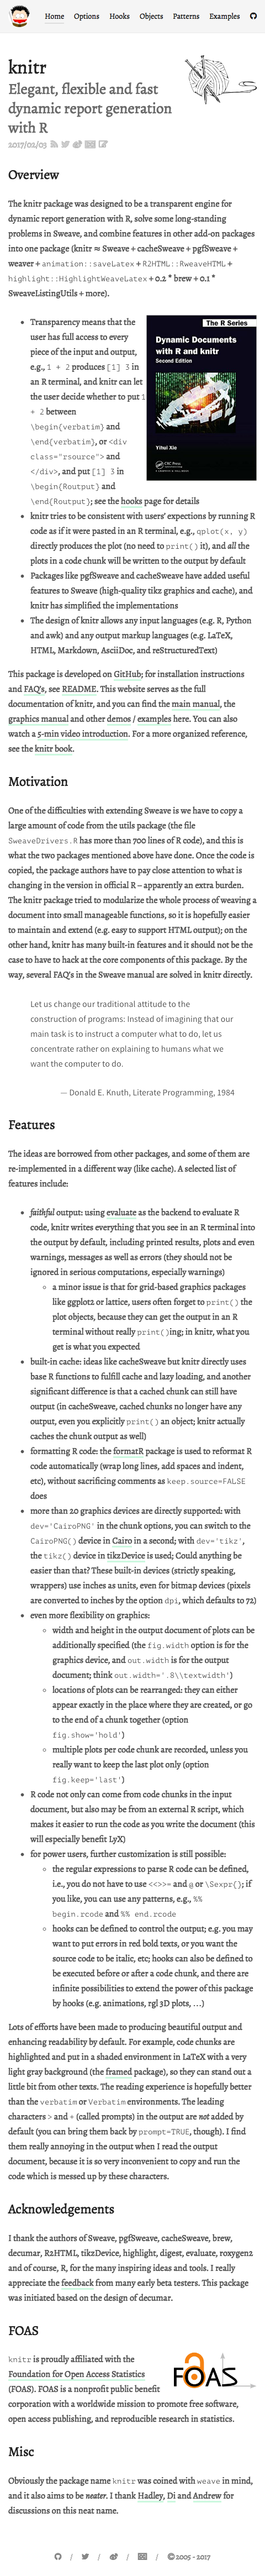 Home Options Hooks Objects Patterns Examples
knitr
Elegant, flexible and fast
dynamic report generation
with R
2017/02/03
Overview
The knitr package was designed to be a transparent engine for
dynamic report generation with R, solve some long-standing
problems in Sweave, and combine features in other add-on packages
into one package (knitr ≈ Sweave + cacheSweave + pgfSweave +
weaver + animation::saveLatex + R2HTML::RweaveHTML +
highlight::HighlightWeaveLatex + 0.2 * brew + 0.1 *
SweaveListingUtils + more).
The R Series
Dynamic Documents
with R and knitr
Second Edition
Yihui Xie
CRC Press
• Transparency means that the
user has full access to every
piece of the input and output,
e.g., 1 + 2 produces [1] 3 in
an R terminal, and knitr can let
the user decide whether to put 1
+ 2 between
\begin{verbatim} and
\end{verbatim}, or <div
class="rsource"> and
</div>, and put [1] 3 in
\begin{Routput} and
\end{Routput}; see the hooks page for details
• knitr tries to be consistent with users' expections by running R
code as if it were pasted in an R terminal, e.g., qplot(x, y)
directly produces the plot (no need to print() it), and all the
plots in a code chunk will be written to the output by default
• Packages like pgfSweave and cacheSweave have added useful
features to Sweave (high-quality tikz graphics and cache), and
knitr has simplified the implementations
• The design of knitr allows any input languages (e.g. R, Python
and awk) and any output markup languages (e.g. LaTeX,
HTML, Markdown, AsciiDoc, and reStructuredText)
This package is developed on GitHub; for installation instructions
and FAQ's, see README. This website serves as the full
documentation of knitr, and you can find the main manual, the
graphics manual and other demos / examples here. You can also
watch a 5-min video introduction. For a more organized reference,
see the knitr book.
Motivation
One of the difficulties with extending Sweave is we have to copy a
large amount of code from the utils package (the file
SweaveDrivers.R has more than 700 lines of R code), and this is
what the two packages mentioned above have done. Once the code is
copied, the package authors have to pay close attention to what is
changing in the version in official R – apparently an extra burden.
The knitr package tried to modularize the whole process of weaving a
document into small manageable functions, so it is hopefully easier
to maintain and extend (e.g. easy to support HTML output); on the
other hand, knitr has many built-in features and it should not be the
case to have to hack at the core components of this package. By the
way, several FAQ's in the Sweave manual are solved in knitr directly.
Let us change our traditional attitude to the
construction of programs: Instead of imagining that our
main task is to instruct a computer what to do, let us
concentrate rather on explaining to humans what we
want the computer to do.
— Donald E. Knuth, Literate Programming, 1984
Features
The ideas are borrowed from other packages, and some of them are
re-implemented in a different way (like cache). A selected list of
features include:
• faithful output: using evaluate as the backend to evaluate R
code, knitr writes everything that you see in an R terminal into
the output by default, including printed results, plots and even
warnings, messages as well as errors (they should not be
ignored in serious computations, especially warnings)
◦ a minor issue is that for grid-based graphics packages
like ggplot2 or lattice, users often forget to print() the
plot objects, because they can get the output in an R
terminal without really print()ing; in knitr, what you
get is what you expected
• built-in cache: ideas like cacheSweave but knitr directly uses
base R functions to fulfill cache and lazy loading, and another
significant difference is that a cached chunk can still have
output (in cacheSweave, cached chunks no longer have any
output, even you explicitly print() an object; knitr actually
caches the chunk output as well)
• formatting R code: the formatR package is used to reformat R
code automatically (wrap long lines, add spaces and indent,
etc), without sacrificing comments as keep.source=FALSE
does
• more than 20 graphics devices are directly supported: with
dev='CairoPNG' in the chunk options, you can switch to the
CairoPNG() device in Cairo in a second; with dev='tikz',
the tikz() device in tikzDevice is used; Could anything be
easier than that? These built-in devices (strictly speaking,
wrappers) use inches as units, even for bitmap devices (pixels
are converted to inches by the option dpi, which defaults to 72)
• even more flexibility on graphics:
◦ width and height in the output document of plots can be
additionally specified (the fig.width option is for the
graphics device, and out.width is for the output
document; think out.width='.8\\textwidth')
◦ locations of plots can be rearranged: they can either
appear exactly in the place where they are created, or go
to the end of a chunk together (option
fig.show='hold')
◦ multiple plots per code chunk are recorded, unless you
really want to keep the last plot only (option
fig.keep='last')
• R code not only can come from code chunks in the input
document, but also may be from an external R script, which
makes it easier to run the code as you write the document (this
will especially benefit LyX)
• for power users, further customization is still possible:
◦ the regular expressions to parse R code can be defined,
i.e., you do not have to use <<>>= and @ or \Sexpr{}; if
you like, you can use any patterns, e.g., %%
begin.rcode and %% end.rcode
◦ hooks can be defined to control the output; e.g. you may
want to put errors in red bold texts, or you want the
source code to be italic, etc; hooks can also be defined to
be executed before or after a code chunk, and there are
infinite possibilities to extend the power of this package
by hooks (e.g. animations, rgl 3D plots, …)
Lots of efforts have been made to producing beautiful output and
enhancing readability by default. For example, code chunks are
highlighted and put in a shaded environment in LaTeX with a very
light gray background (the framed package), so they can stand out a
little bit from other texts. The reading experience is hopefully better
than the verbatim or Verbatim environments. The leading
characters > and + (called prompts) in the output are not added by
default (you can bring them back by prompt=TRUE, though). I find
them really annoying in the output when I read the output
document, because it is so very inconvenient to copy and run the
code which is messed up by these characters.
Acknowledgements
I thank the authors of Sweave, pgfSweave, cacheSweave, brew,
decumar, R2HTML, tikzDevice, highlight, digest, evaluate, roxygen2
and of course, R, for the many inspiring ideas and tools. I really
appreciate the feedback from many early beta testers. This package
was initiated based on the design of decumar.
FOAS
FOAS
knitr is proudly affiliated with the
Foundation for Open Access Statistics
(FOAS). FOAS is a nonprofit public benefit
corporation with a worldwide mission to promote free software,
open access publishing, and reproducible research in statistics.
Misc
Obviously the package name knitr was coined with weave in mind,
and it also aims to be neater. I thank Hadley, Di and Andrew for
discussions on this neat name.
/ / / / © 2005 - 2017